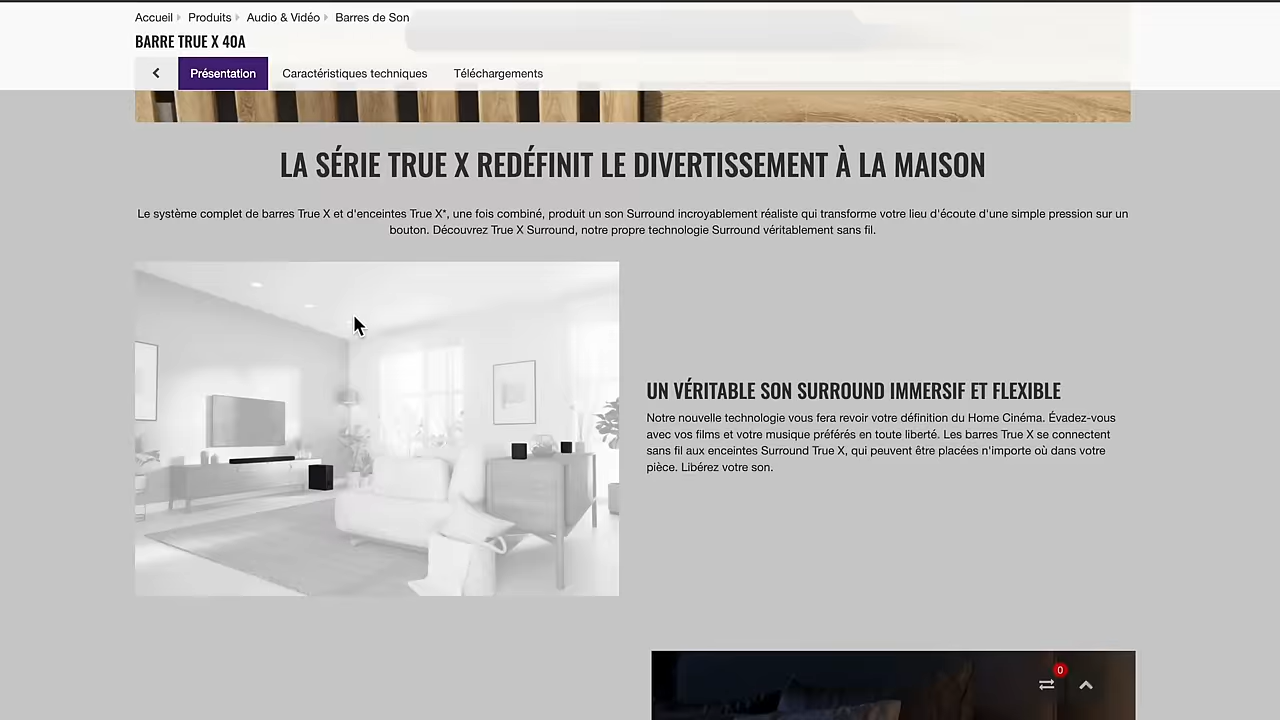 Accueil Produits Audio & Vidéo Barres de Son
BARRE TRUE X 40A
Présentation Caractéristiques techniques Téléchargements
LA SÉRIE TRUE X REDÉFINIT LE DIVERTISSEMENT À LA MAISON
Le système complet de barres True X et d'enceintes True X*, une fois combiné, produit un son Surround incroyablement réaliste qui transforme votre lieu d'écoute d'une simple pression sur un
bouton. Découvrez True X Surround, notre propre technologie Surround véritablement sans fil.
UN VÉRITABLE SON SURROUND IMMERSIF ET FLEXIBLE
Notre nouvelle technologie vous fera revoir votre définition du Home Cinéma. Évadez-vous
avec vos films et votre musique préférés en toute liberté. Les barres True X se connectent
sans fil aux enceintes Surround True X, qui peuvent être placées n'importe où dans votre
pièce. Libérez votre son.
0